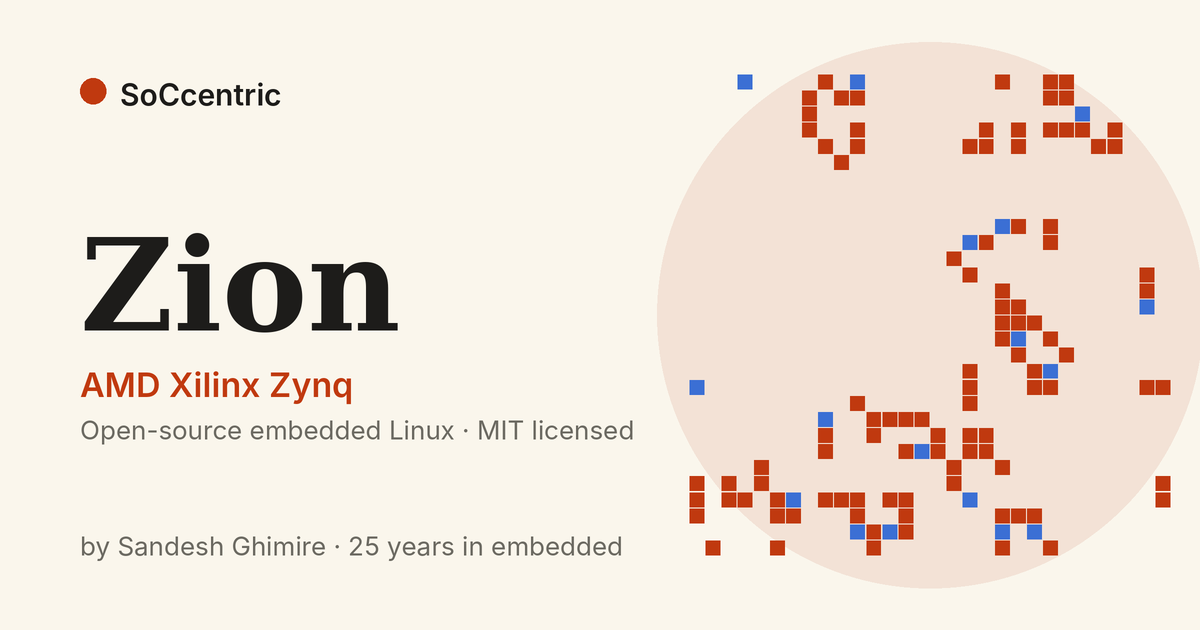 SoCcentric
Zion
AMD Xilinx Zynq
Open-source embedded Linux · MIT licensed
by Sandesh Ghimire · 25 years in embedded